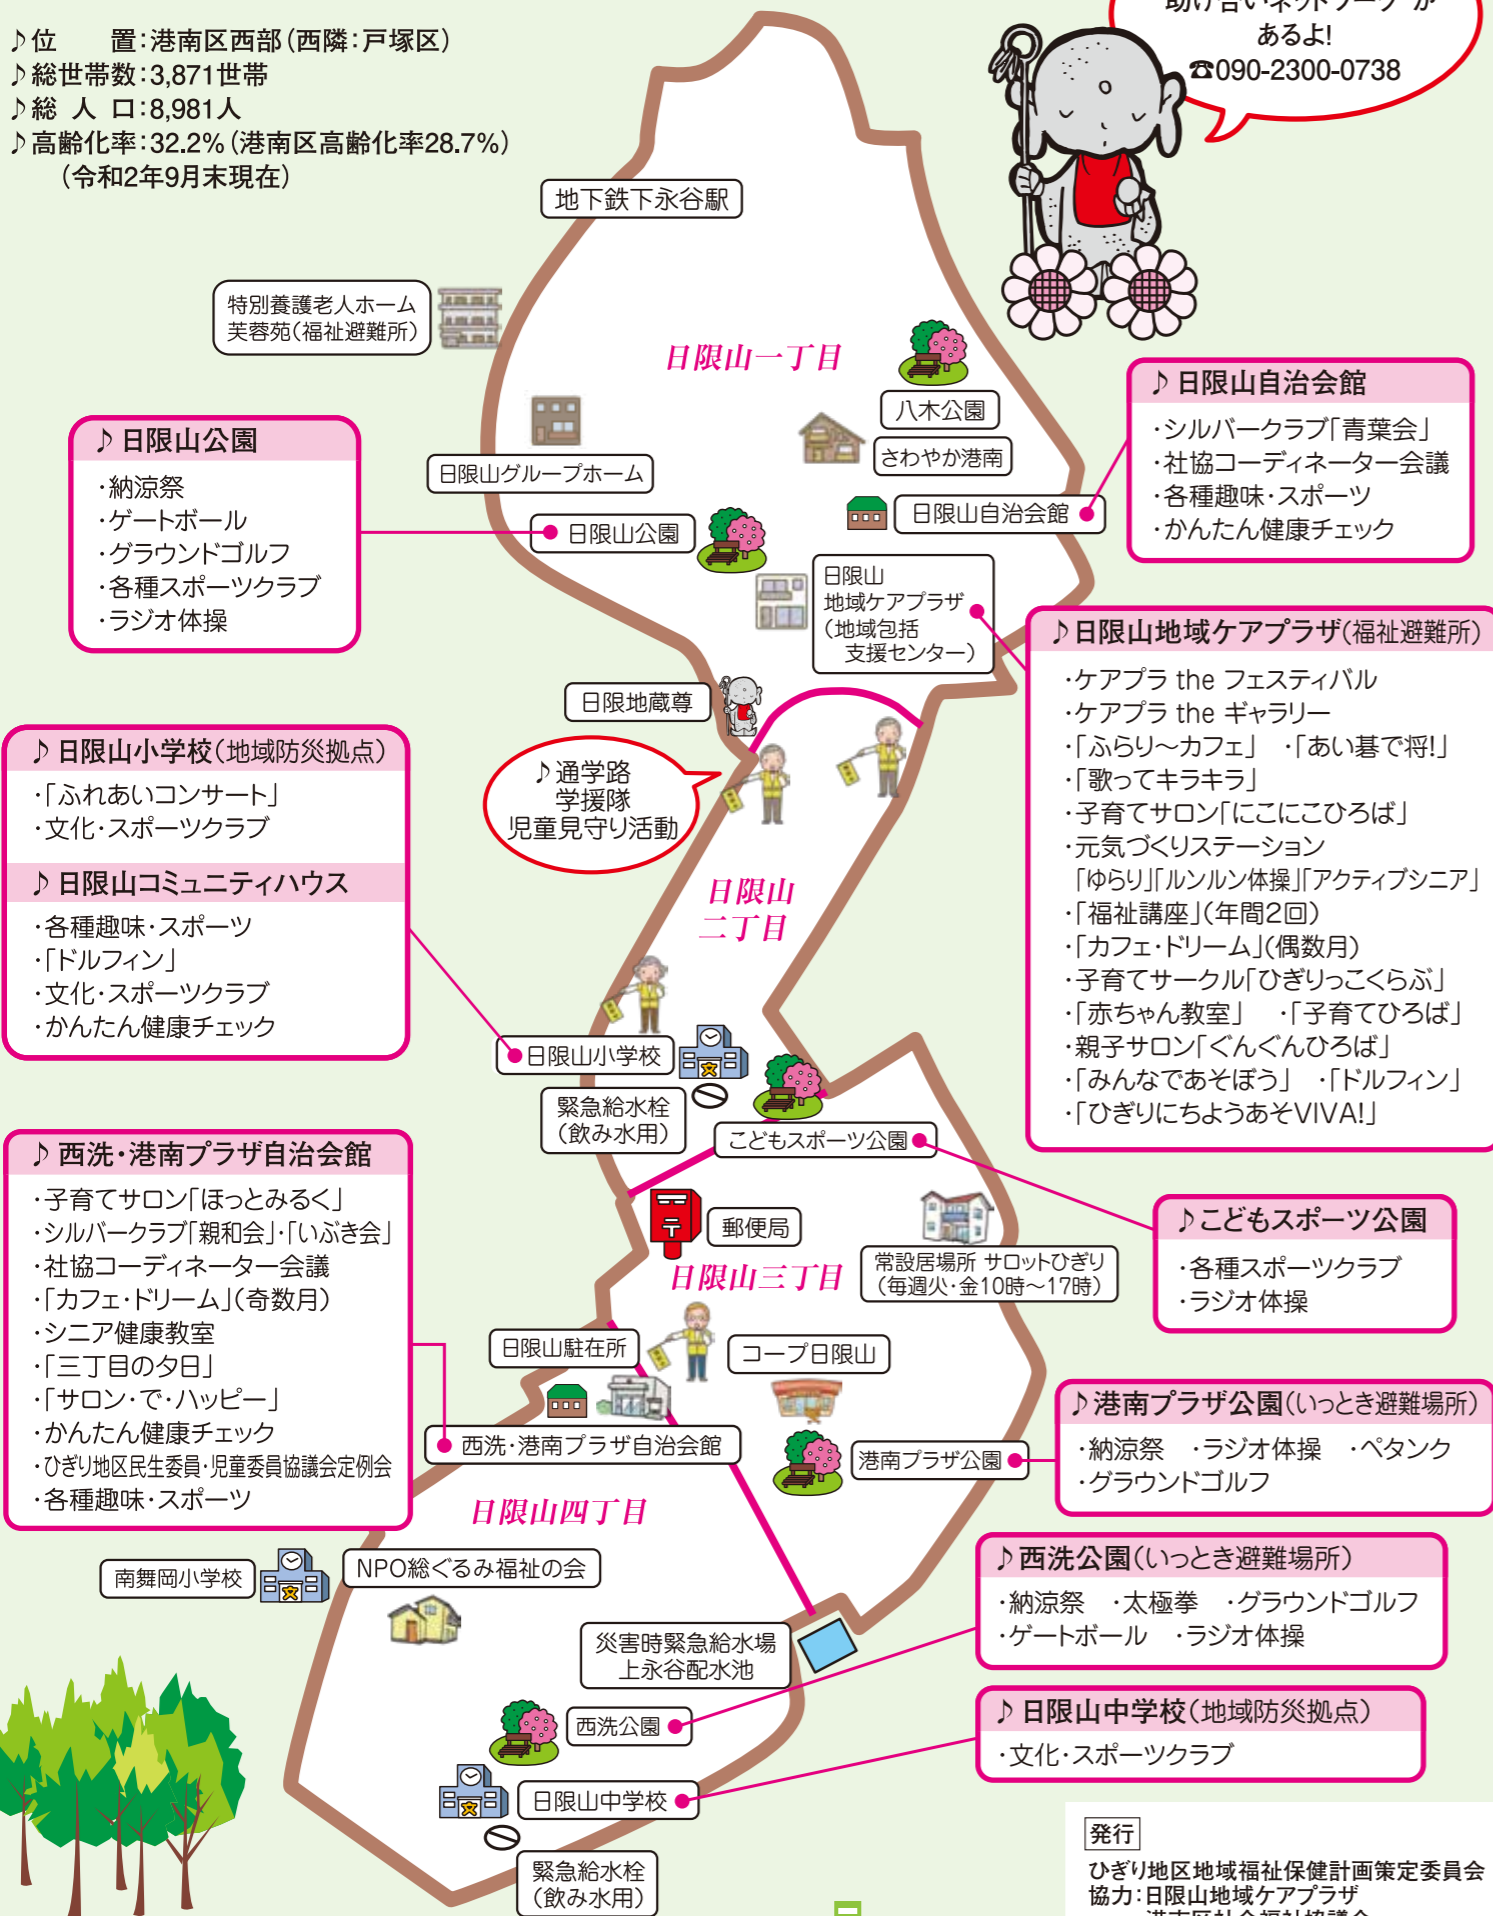 ♪位　　置:港南区西部(西隣:戸塚区)
♪総世帯数:3,871世帯
♪総 人 口:8,981人
♪高齢化率:32.2%(港南区高齢化率28.7%)
(令和2年9月末現在)
助け合いネットワーク が
あるよ!
☎090-2300-0738
地下鉄下永谷駅
特別養護老人ホーム
芙蓉苑(福祉避難所)
日限山一丁目
八木公園
さわやか港南
日限山グループホーム
日限山自治会館
日限山公園
日限山
地域ケアプラザ
(地域包括
支援センター)
日限地蔵尊
♪通学路
学援隊
児童見守り活動
日限山
二丁目
日限山小学校
緊急給水栓
(飲み水用)
こどもスポーツ公園
郵便局
日限山三丁目
常設居場所 サロットひぎり
(毎週火・金10時～17時)
日限山駐在所
コープ日限山
西洗・港南プラザ自治会館
港南プラザ公園
日限山四丁目
南舞岡小学校
NPO総ぐるみ福祉の会
災害時緊急給水場
上永谷配水池
西洗公園
日限山中学校
緊急給水栓
(飲み水用)
♪日限山公園
・納涼祭
・ゲートボール
・グラウンドゴルフ
・各種スポーツクラブ
・ラジオ体操
♪日限山小学校(地域防災拠点)
・「ふれあいコンサート」
・文化・スポーツクラブ
♪日限山コミュニティハウス
・各種趣味・スポーツ
・「ドルフィン」
・文化・スポーツクラブ
・かんたん健康チェック
♪西洗・港南プラザ自治会館
・子育てサロン「ほっとみるく」
・シルバークラブ「親和会」・「いぶき会」
・社協コーディネーター会議
・「カフェ・ドリーム」(奇数月)
・シニア健康教室
・「三丁目の夕日」
・「サロン・で・ハッピー」
・かんたん健康チェック
・ひぎり地区民生委員・児童委員協議会定例会
・各種趣味・スポーツ
♪日限山自治会館
・シルバークラブ「青葉会」
・社協コーディネーター会議
・各種趣味・スポーツ
・かんたん健康チェック
♪日限山地域ケアプラザ(福祉避難所)
・ケアプラ the フェスティバル
・ケアプラ the ギャラリー
・「ふらり～カフェ」 ・「あい碁で将!」
・「歌ってキラキラ」
・子育てサロン「にこにこひろば」
・元気づくりステーション
「ゆらり」「ルンルン体操」「アクティブシニア」
・「福祉講座」(年間2回)
・「カフェ・ドリーム」(偶数月)
・子育てサークル「ひぎりっこくらぶ」
・「赤ちゃん教室」 ・「子育てひろば」
・親子サロン「ぐんぐんひろば」
・「みんなであそぼう」 ・「ドルフィン」
・「ひぎりにちようあそVIVA!」
♪こどもスポーツ公園
・各種スポーツクラブ
・ラジオ体操
♪港南プラザ公園(いっとき避難場所)
・納涼祭 ・ラジオ体操 ・ペタンク
・グラウンドゴルフ
♪西洗公園(いっとき避難場所)
・納涼祭 ・太極拳 ・グラウンドゴルフ
・ゲートボール ・ラジオ体操
♪日限山中学校(地域防災拠点)
・文化・スポーツクラブ
発行
ひぎり地区地域福祉保健計画策定委員会
協力:日限山地域ケアプラザ
港南区社会福祉協議会